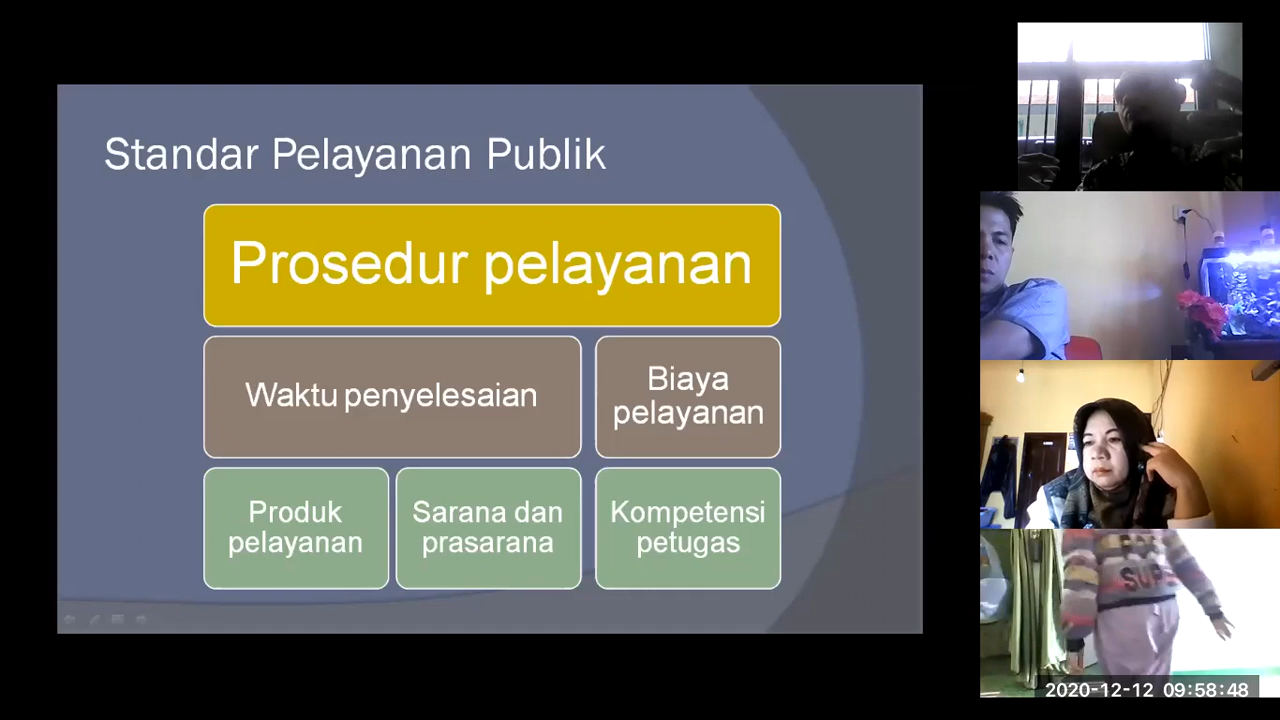 Standar Pelayanan Publik
Prosedur pelayanan
Waktu penyelesaian
Biaya
pelayanan
Produk
pelayanan
Sarana dan
prasarana
Kompetensi
petugas
2020-12-12 09:58:48